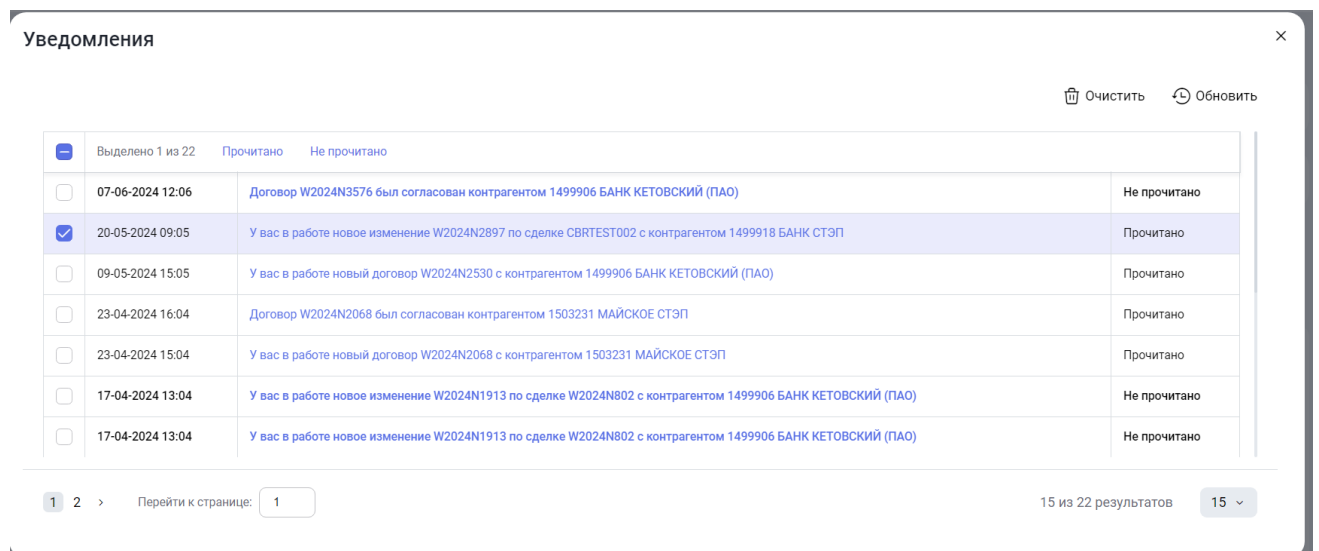 Уведомления
Очистить Обновить
Выделено 1 из 22 Прочитано Не прочитано
07-06-2024 12:06 Договор W2024N3576 был согласован контрагентом 1499906 БАНК КЕТОВСКИЙ (ПАО) Не прочитано
20-05-2024 09:05 У вас в работе новое изменение W2024N2897 по сделке CBRTEST002 с контрагентом 1499918 БАНК СТЭП Прочитано
09-05-2024 15:05 У вас в работе новый договор W2024N2530 с контрагентом 1499906 БАНК КЕТОВСКИЙ (ПАО) Прочитано
23-04-2024 16:04 Договор W2024N2068 был согласован контрагентом 1503231 МАЙСКОЕ СТЭП Прочитано
23-04-2024 15:04 У вас в работе новый договор W2024N2068 с контрагентом 1503231 МАЙСКОЕ СТЭП Прочитано
17-04-2024 13:04 У вас в работе новое изменение W2024N1913 по сделке W2024N802 с контрагентом 1499906 БАНК КЕТОВСКИЙ (ПАО) Не прочитано
17-04-2024 13:04 У вас в работе новое изменение W2024N1913 по сделке W2024N802 с контрагентом 1499906 БАНК КЕТОВСКИЙ (ПАО) Не прочитано
1 2 › Перейти к странице: 1 15 из 22 результатов 15